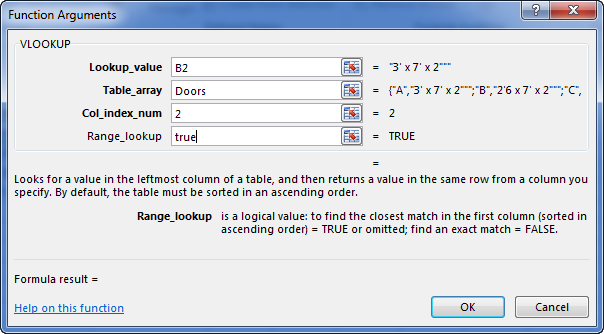 Function Arguments
VLOOKUP
Lookup_value B2 = "3' x 7' x 2"""
Table_array Doors = {"A","3' x 7' x 2""";"B","2'6 x 7' x 2""";"C",
Col_index_num 2 = 2
Range_lookup true = TRUE
=
Looks for a value in the leftmost column of a table, and then returns a value in the same row from a column you
specify. By default, the table must be sorted in an ascending order.
Range_lookup is a logical value: to find the closest match in the first column (sorted in
ascending order) = TRUE or omitted; find an exact match = FALSE.
Formula result =
Help on this function OK Cancel